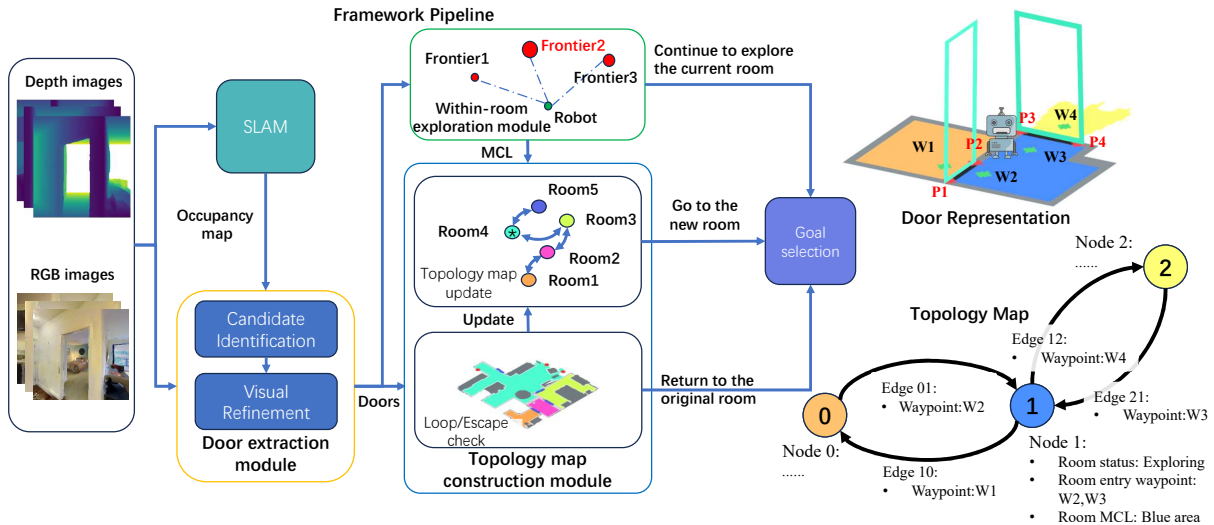 Framework Pipeline
Depth images
RGB images
SLAM
Occupancy
map
Candidate
Identification
Visual
Refinement
Door extraction
module
Doors
Frontier1
Frontier2
Frontier3
Robot
Within-room
exploration module
MCL
Room5
Room3
Room4
*
Room2
Room1
Topology map
update
Update
Loop/Escape
check
Topology map
construction module
Continue to explore
the current room
Go to the
new room
Return to the
original room
Goal
selection
P3
W4
P2
P4
W1
W3
W2
P1
Door Representation
Node 2:
......
2
Topology Map
Edge 12:
• Waypoint:W4
Edge 01:
• Waypoint:W2
Edge 21:
• Waypoint:W3
0
1
Node 0:
......
Edge 10:
• Waypoint:W1
Node 1:
• Room status: Exploring
• Room entry waypoint:
W2,W3
• Room MCL: Blue area